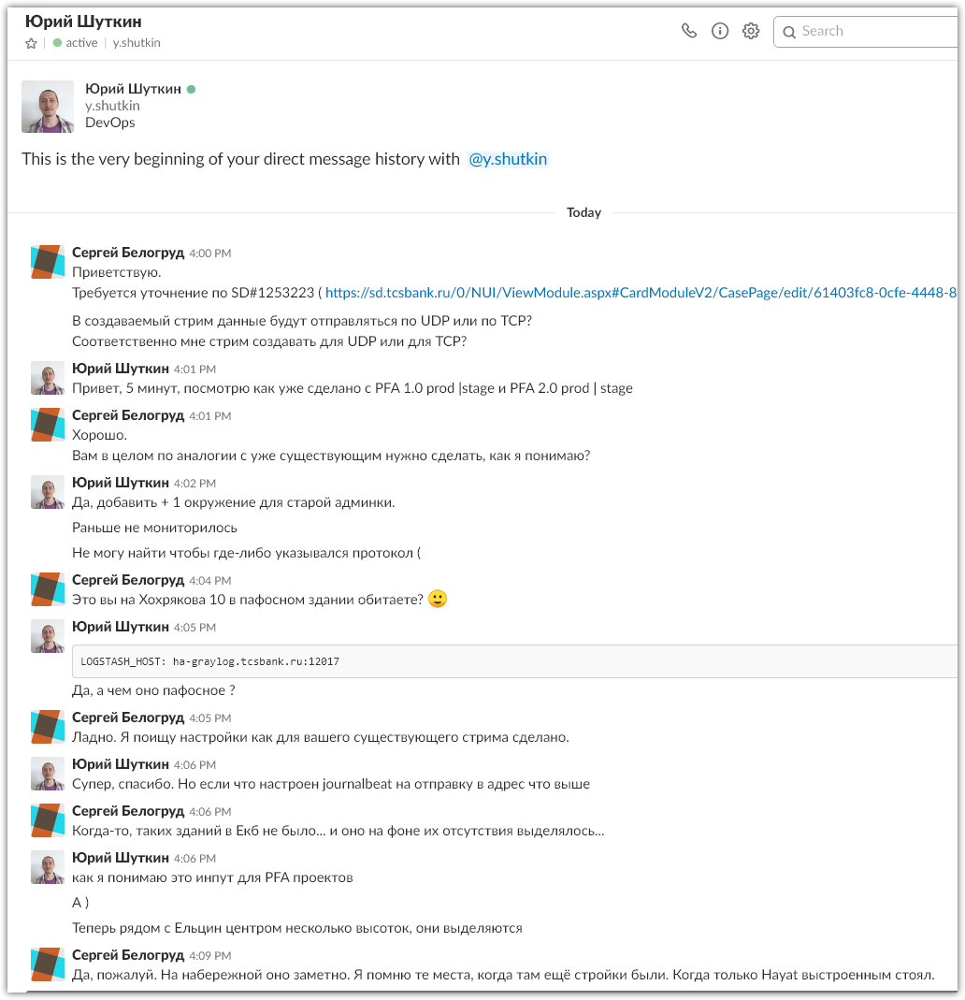 Юрий Шуткин
active
y.shutkin
Search
Юрий Шуткин
y.shutkin
DevOps
This is the very beginning of your direct message history with @y.shutkin
Today
Сергей Белогруд 4:00 PM
Приветствую.
Требуется уточнение по SD#1253223 ( https://sd.tcsbank.ru/0/NUI/ViewModule.aspx#CardModuleV2/CasePage/edit/61403fc8-0cfe-4448-8
В создаваемый стрим данные будут отправляться по UDP или по TCP?
Соответственно мне стрим создавать для UDP или для TCP?
Юрий Шуткин 4:01 PM
Привет, 5 минут, посмотрю как уже сделано с PFA 1.0 prod |stage и PFA 2.0 prod | stage
Сергей Белогруд 4:01 PM
Хорошо.
Вам в целом по аналогии с уже существующим нужно сделать, как я понимаю?
Юрий Шуткин 4:02 PM
Да, добавить + 1 окружение для старой админки.
Раньше не мониторилось
Не могу найти чтобы где-либо указывался протокол (
Сергей Белогруд 4:04 PM
Это вы на Хохрякова 10 в пафосном здании обитаете? 🙂
Юрий Шуткин 4:05 PM
LOGSTASH_HOST: ha-graylog.tcsbank.ru:12017
Да, а чем оно пафосное ?
Сергей Белогруд 4:05 PM
Ладно. Я поищу настройки как для вашего существующего стрима сделано.
Юрий Шуткин 4:06 PM
Супер, спасибо. Но если что настроен journalbeat на отправку в адрес что выше
Сергей Белогруд 4:06 PM
Когда-то, таких зданий в Екб не было... и оно на фоне их отсутствия выделялось...
Юрий Шуткин 4:06 PM
как я понимаю это инпут для PFA проектов
А )
Теперь рядом с Ельцин центром несколько высоток, они выделяются
Сергей Белогруд 4:09 PM
Да, пожалуй. На набережной оно заметно. Я помню те места, когда там ещё стройки были. Когда только Hayat выстроенным стоял.